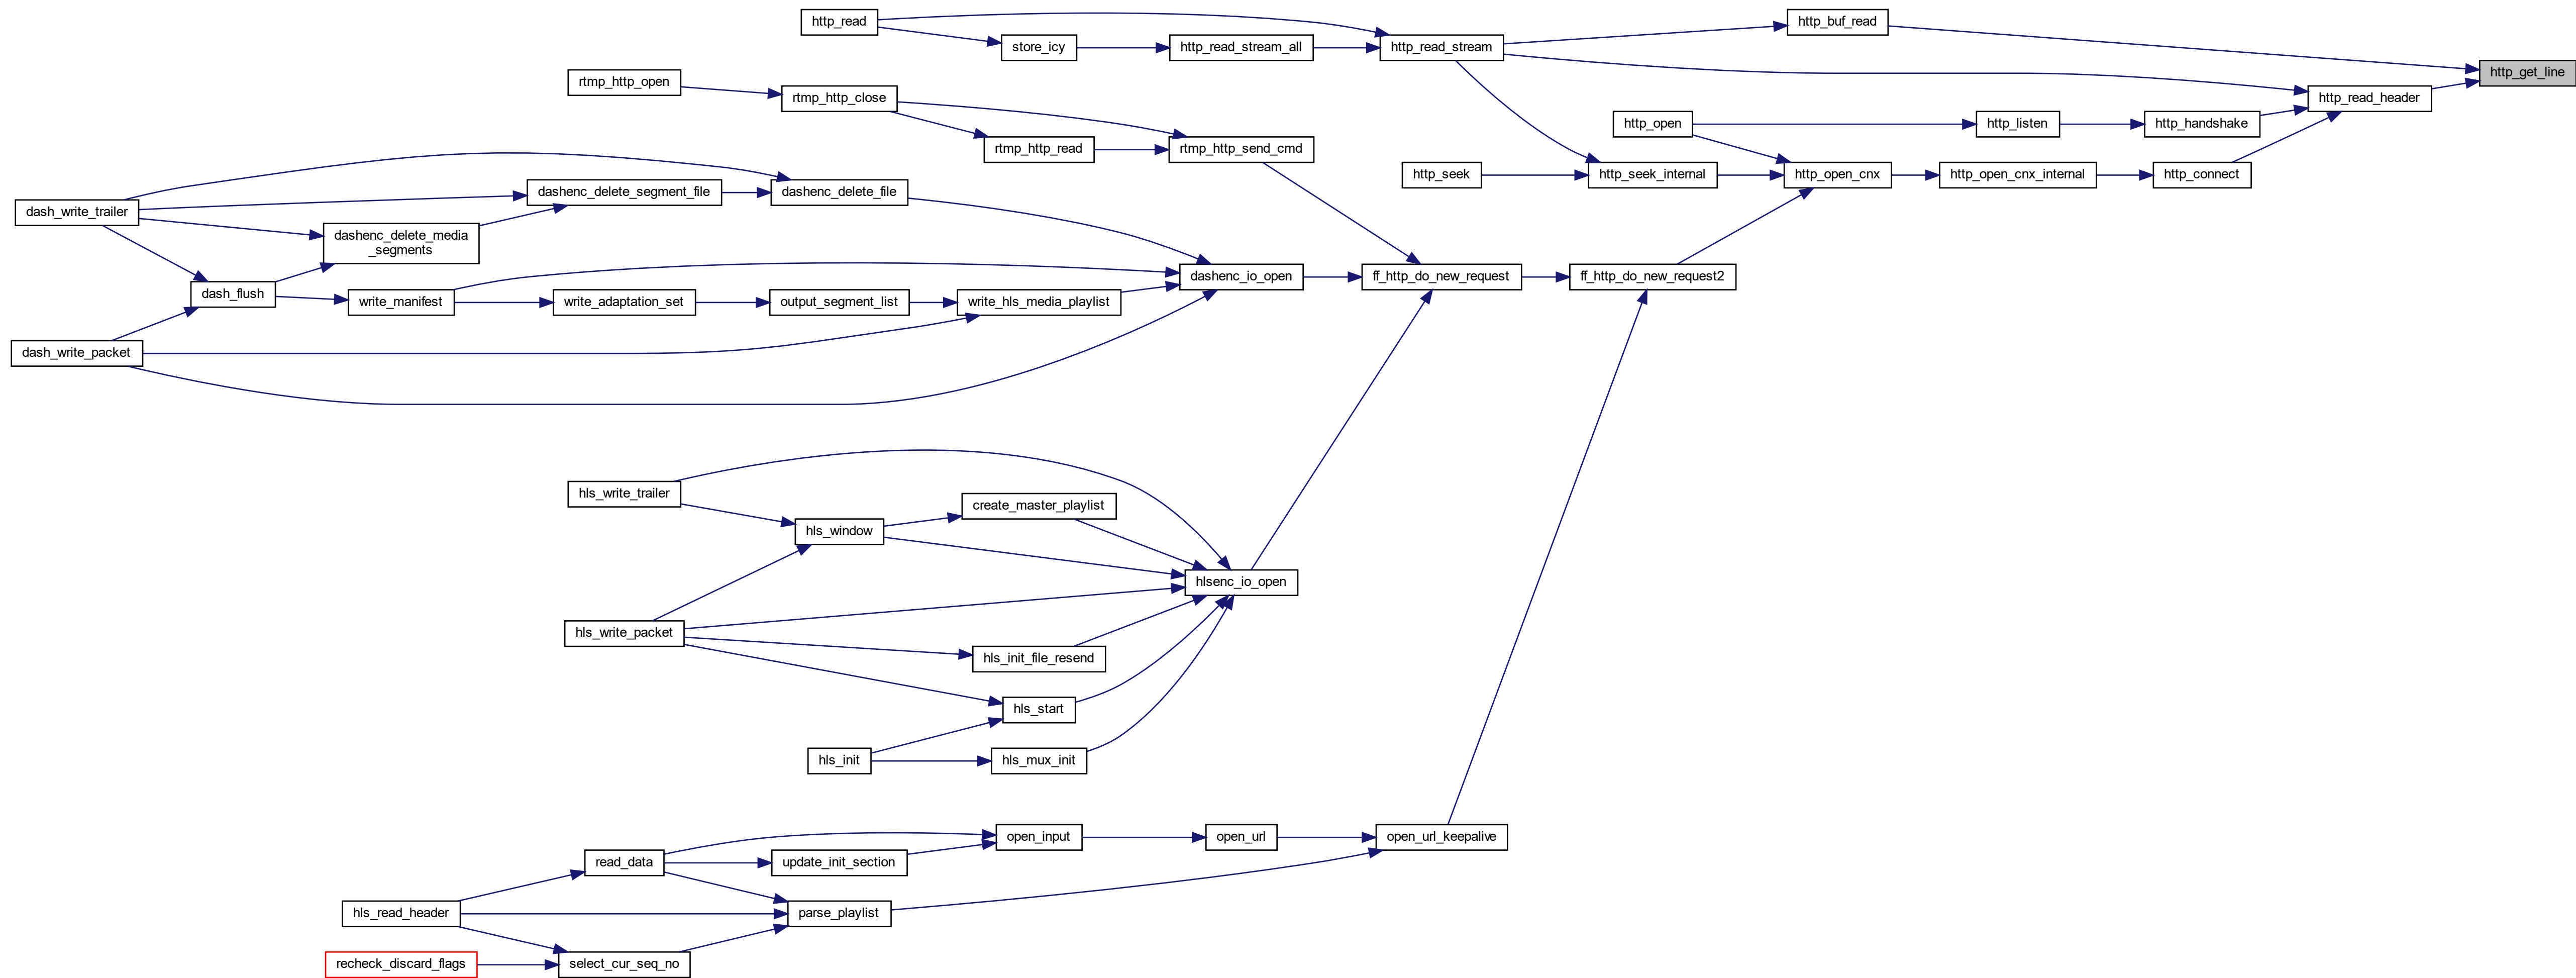 http_read
http_buf_read
store_icy
http_read_stream_all
http_read_stream
http_get_line
rtmp_http_open
rtmp_http_close
http_read_header
http_open
http_listen
http_handshake
rtmp_http_read
rtmp_http_send_cmd
http_seek
http_seek_internal
http_open_cnx
http_open_cnx_internal
http_connect
dashenc_delete_segment_file
dashenc_delete_file
dash_write_trailer
dashenc_delete_media
_segments
dashenc_io_open
ff_http_do_new_request
ff_http_do_new_request2
dash_flush
write_manifest
write_adaptation_set
output_segment_list
write_hls_media_playlist
dash_write_packet
hls_write_trailer
create_master_playlist
hls_window
hlsenc_io_open
hls_write_packet
hls_init_file_resend
hls_start
hls_init
hls_mux_init
open_input
open_url
open_url_keepalive
read_data
update_init_section
hls_read_header
parse_playlist
recheck_discard_flags
select_cur_seq_no